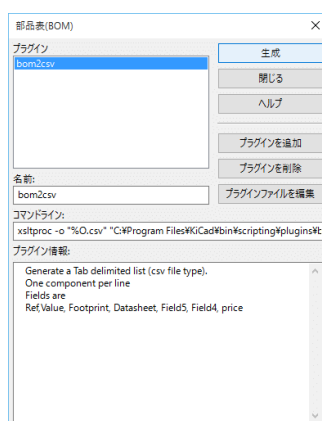 部品表(BOM)
プラグイン
bom2csv
生成
閉じる
ヘルプ
プラグインを追加
プラグインを削除
プラグインファイルを編集
名前:
bom2csv
コマンドライン:
xsltproc -o "%O.csv" "C:¥Program Files¥KiCad¥bin¥scripting¥plugins¥b
プラグイン情報:
Generate a Tab delimited list (csv file type).
One component per line
Fields are
Ref,Value, Footprint, Datasheet, Field5, Field4, price